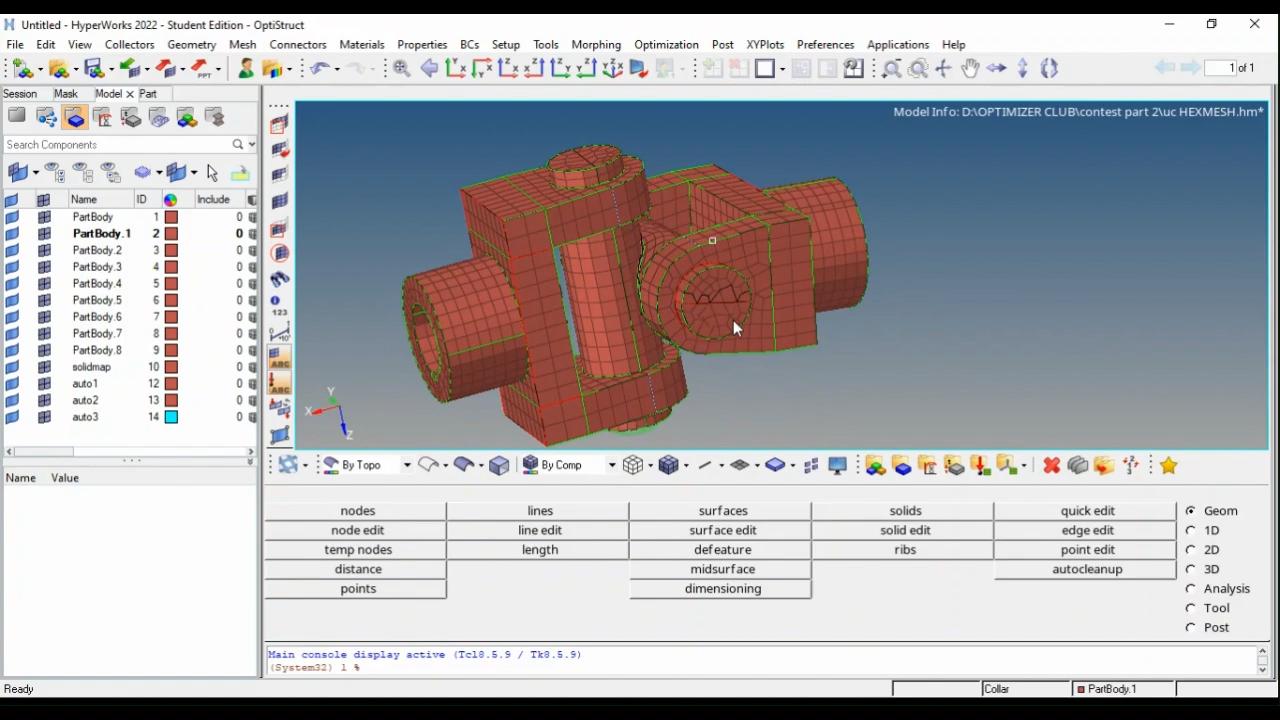 Untitled - HyperWorks 2022 - Student Edition - OptiStruct
File Edit View Collectors Geometry Mesh Connectors Materials Properties BCs Setup Tools Morphing Optimization Post XYPlots Preferences Applications Help
1 of 1
Session Mask Model Part
Model Info: D:\OPTIMIZER CLUB\contest part 2\uc HEXMESH.hm*
Search Components
Name ID Include
PartBody 1 0
PartBody.1 2 0
PartBody.2 3 0
PartBody.3 4 0
PartBody.4 5 0
PartBody.5 6 0
PartBody.6 7 0
PartBody.7 8 0
PartBody.8 9 0
solidmap 10 0
auto1 12 0
auto2 13 0
auto3 14 0
123
ABC
ABC
X Y Z
By Topo By Comp
Name Value
nodes lines surfaces solids quick edit Geom
node edit line edit surface edit solid edit edge edit 1D
temp nodes length defeature ribs point edit 2D
distance midsurface autocleanup 3D
points dimensioning Analysis
Tool
Post
Main console display active (Tcl8.5.9 / Tk8.5.9)
(System32) 1 %
Ready Collar PartBody.1